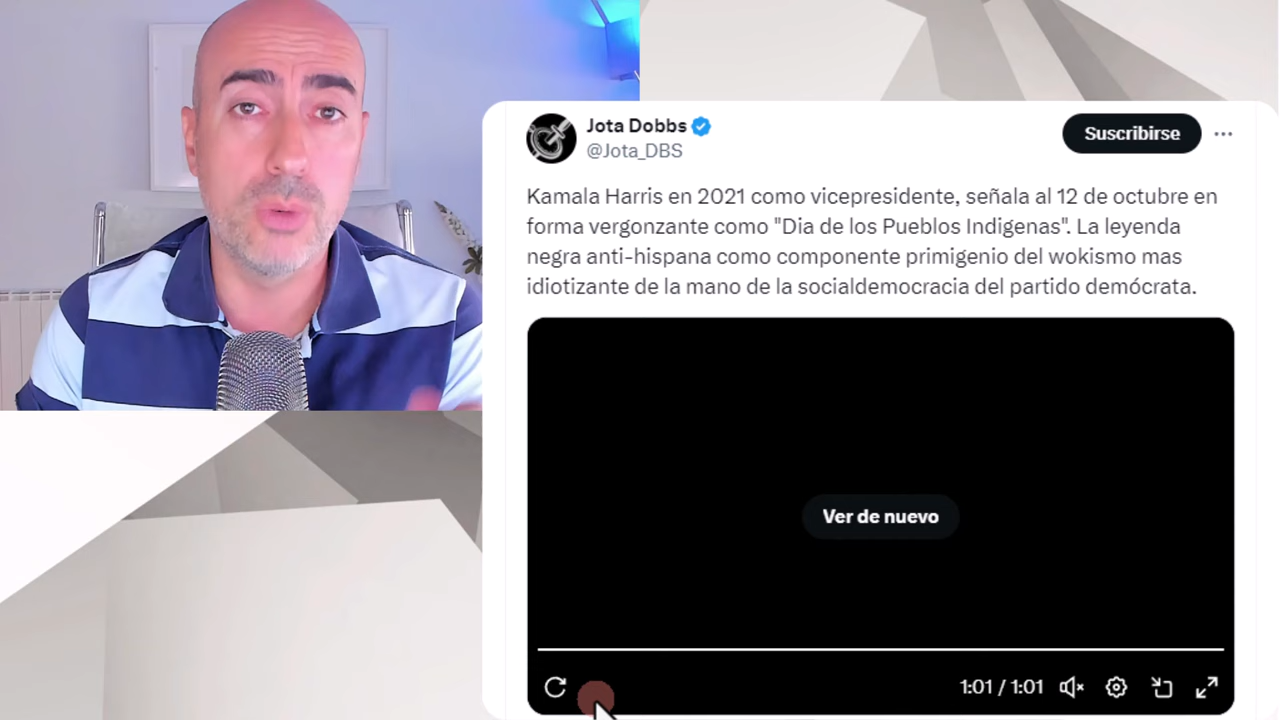 Jota Dobbs
@Jota_DBS
Suscribirse
Kamala Harris en 2021 como vicepresidente, señala al 12 de octubre en
forma vergonzante como "Dia de los Pueblos Indigenas". La leyenda
negra anti-hispana como componente primigenio del wokismo mas
idiotizante de la mano de la socialdemocracia del partido demócrata.
Ver de nuevo
1:01 / 1:01